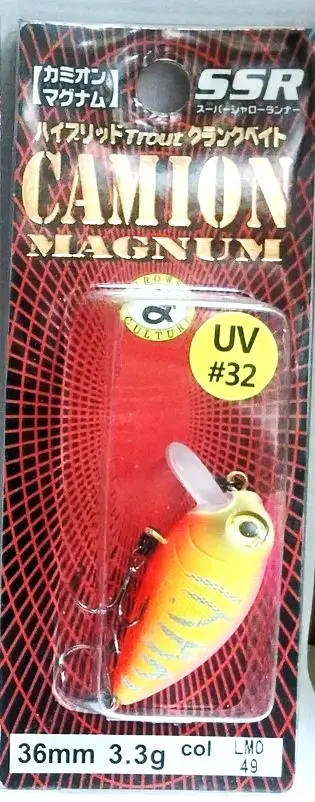 【カミオン
マグナム】
SSR
スーパーシャローランナー
ハイブリッドTroutクランクベイト
CAMION
MAGNUM
CULTURE
UV
#32
36mm 3.3g col LMO
49